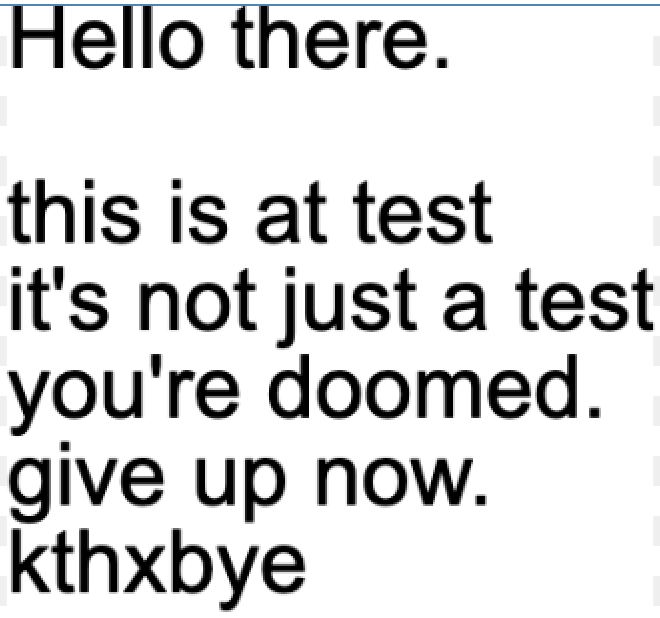 Hello there.
this is at test
it's not just a test
you're doomed.
give up now.
kthxbye